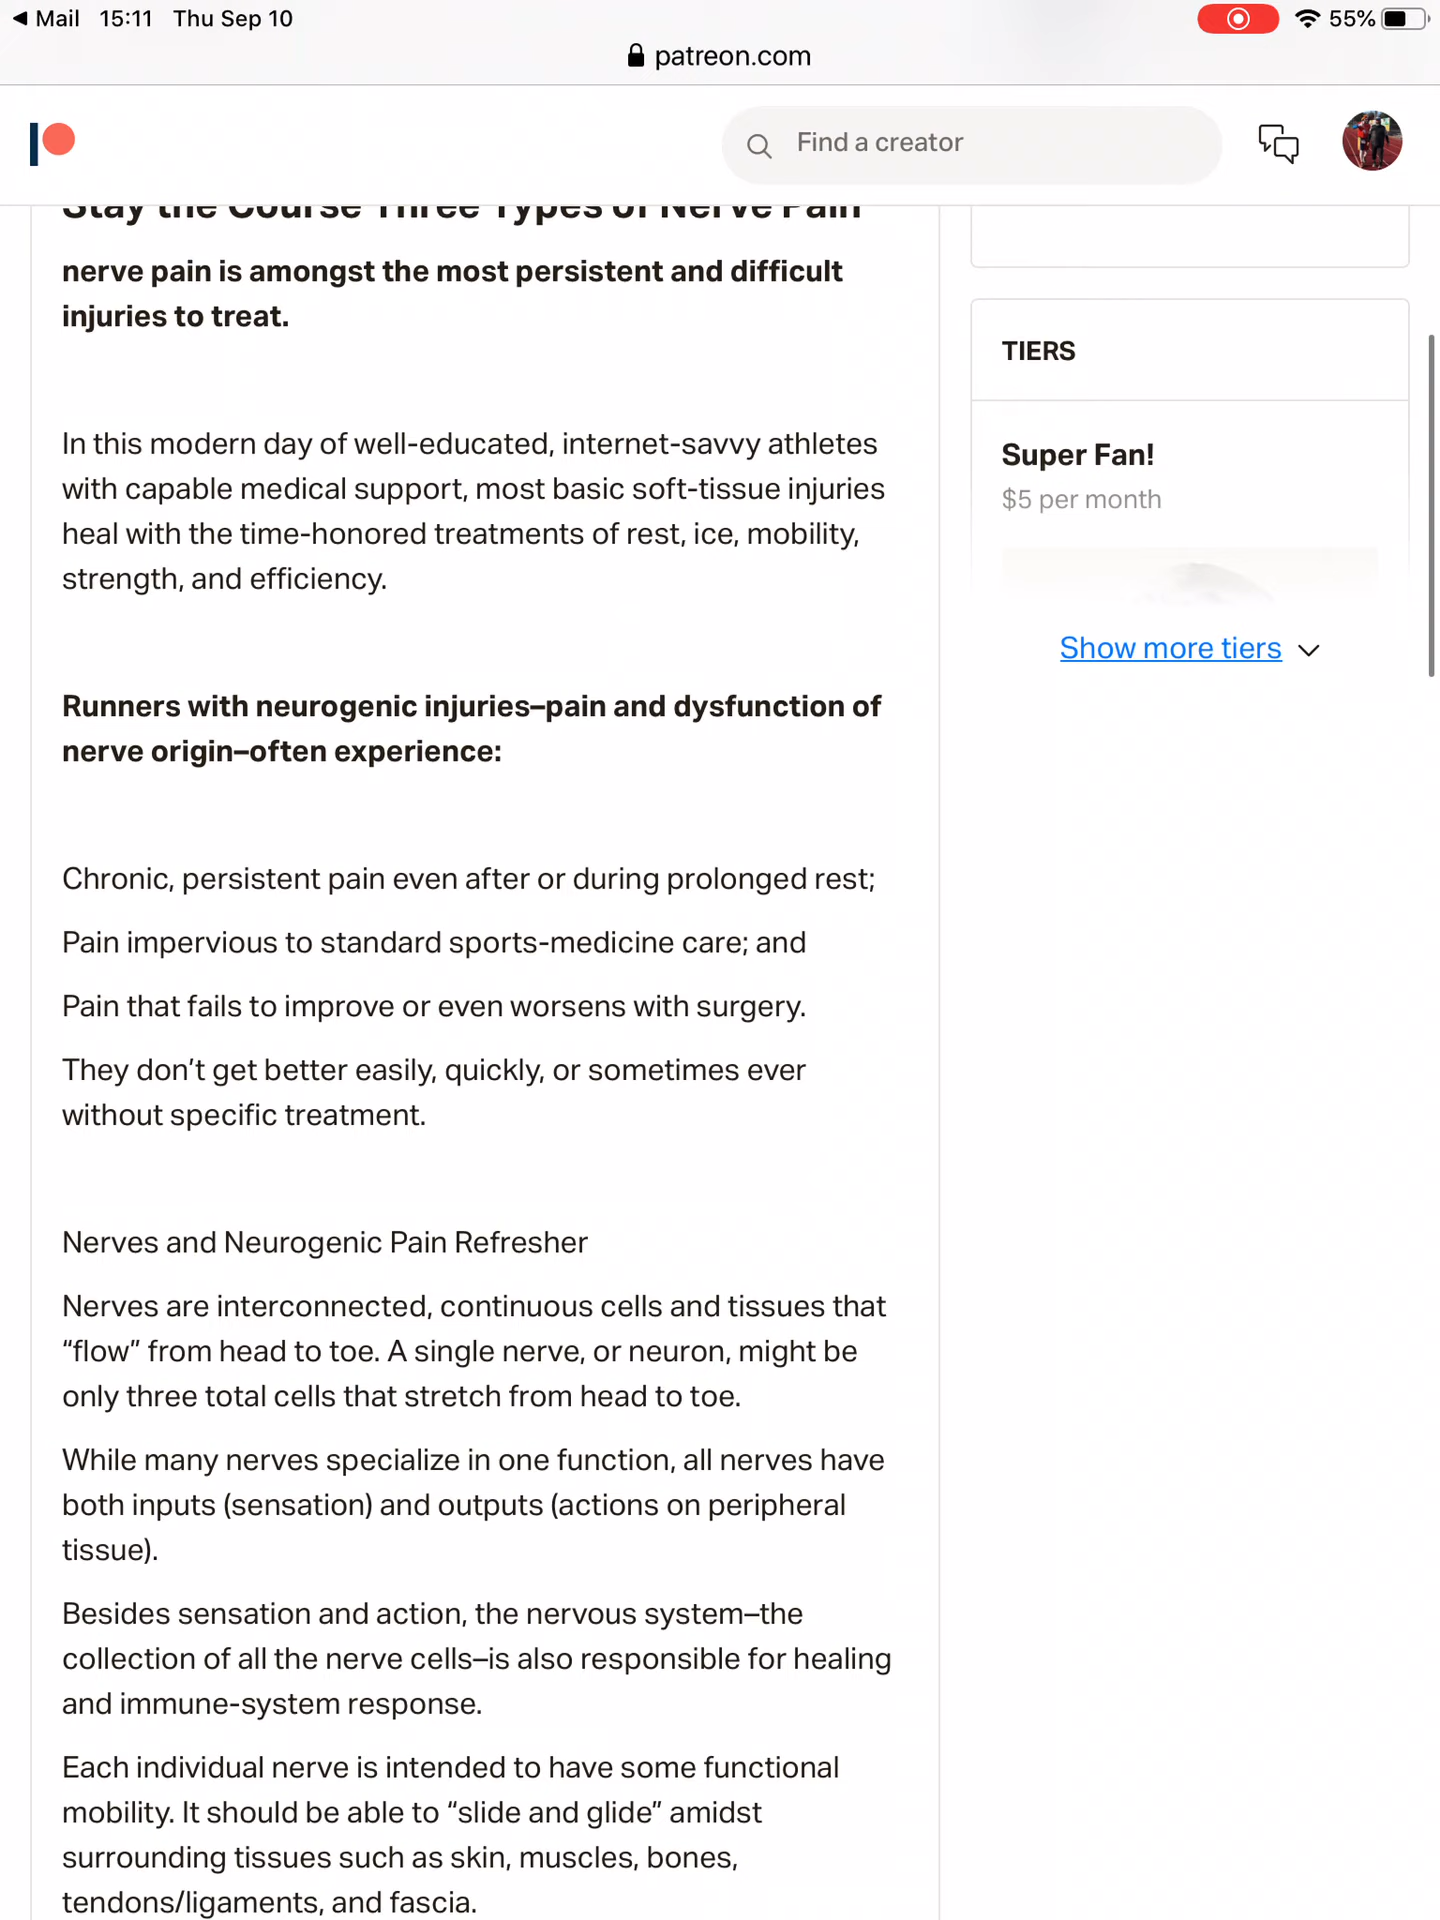 Mail 15:11 Thu Sep 10
55%
patreon.com
Find a creator
Stay the Course Three Types of Nerve Pain
nerve pain is amongst the most persistent and difficult
injuries to treat.
In this modern day of well-educated, internet-savvy athletes
with capable medical support, most basic soft-tissue injuries
heal with the time-honored treatments of rest, ice, mobility,
strength, and efficiency.
Runners with neurogenic injuries–pain and dysfunction of
nerve origin–often experience:
Chronic, persistent pain even after or during prolonged rest;
Pain impervious to standard sports-medicine care; and
Pain that fails to improve or even worsens with surgery.
They don’t get better easily, quickly, or sometimes ever
without specific treatment.
Nerves and Neurogenic Pain Refresher
Nerves are interconnected, continuous cells and tissues that
“flow” from head to toe. A single nerve, or neuron, might be
only three total cells that stretch from head to toe.
While many nerves specialize in one function, all nerves have
both inputs (sensation) and outputs (actions on peripheral
tissue).
Besides sensation and action, the nervous system–the
collection of all the nerve cells–is also responsible for healing
and immune-system response.
Each individual nerve is intended to have some functional
mobility. It should be able to “slide and glide” amidst
surrounding tissues such as skin, muscles, bones,
tendons/ligaments, and fascia.
TIERS
Super Fan!
$5 per month
Show more tiers